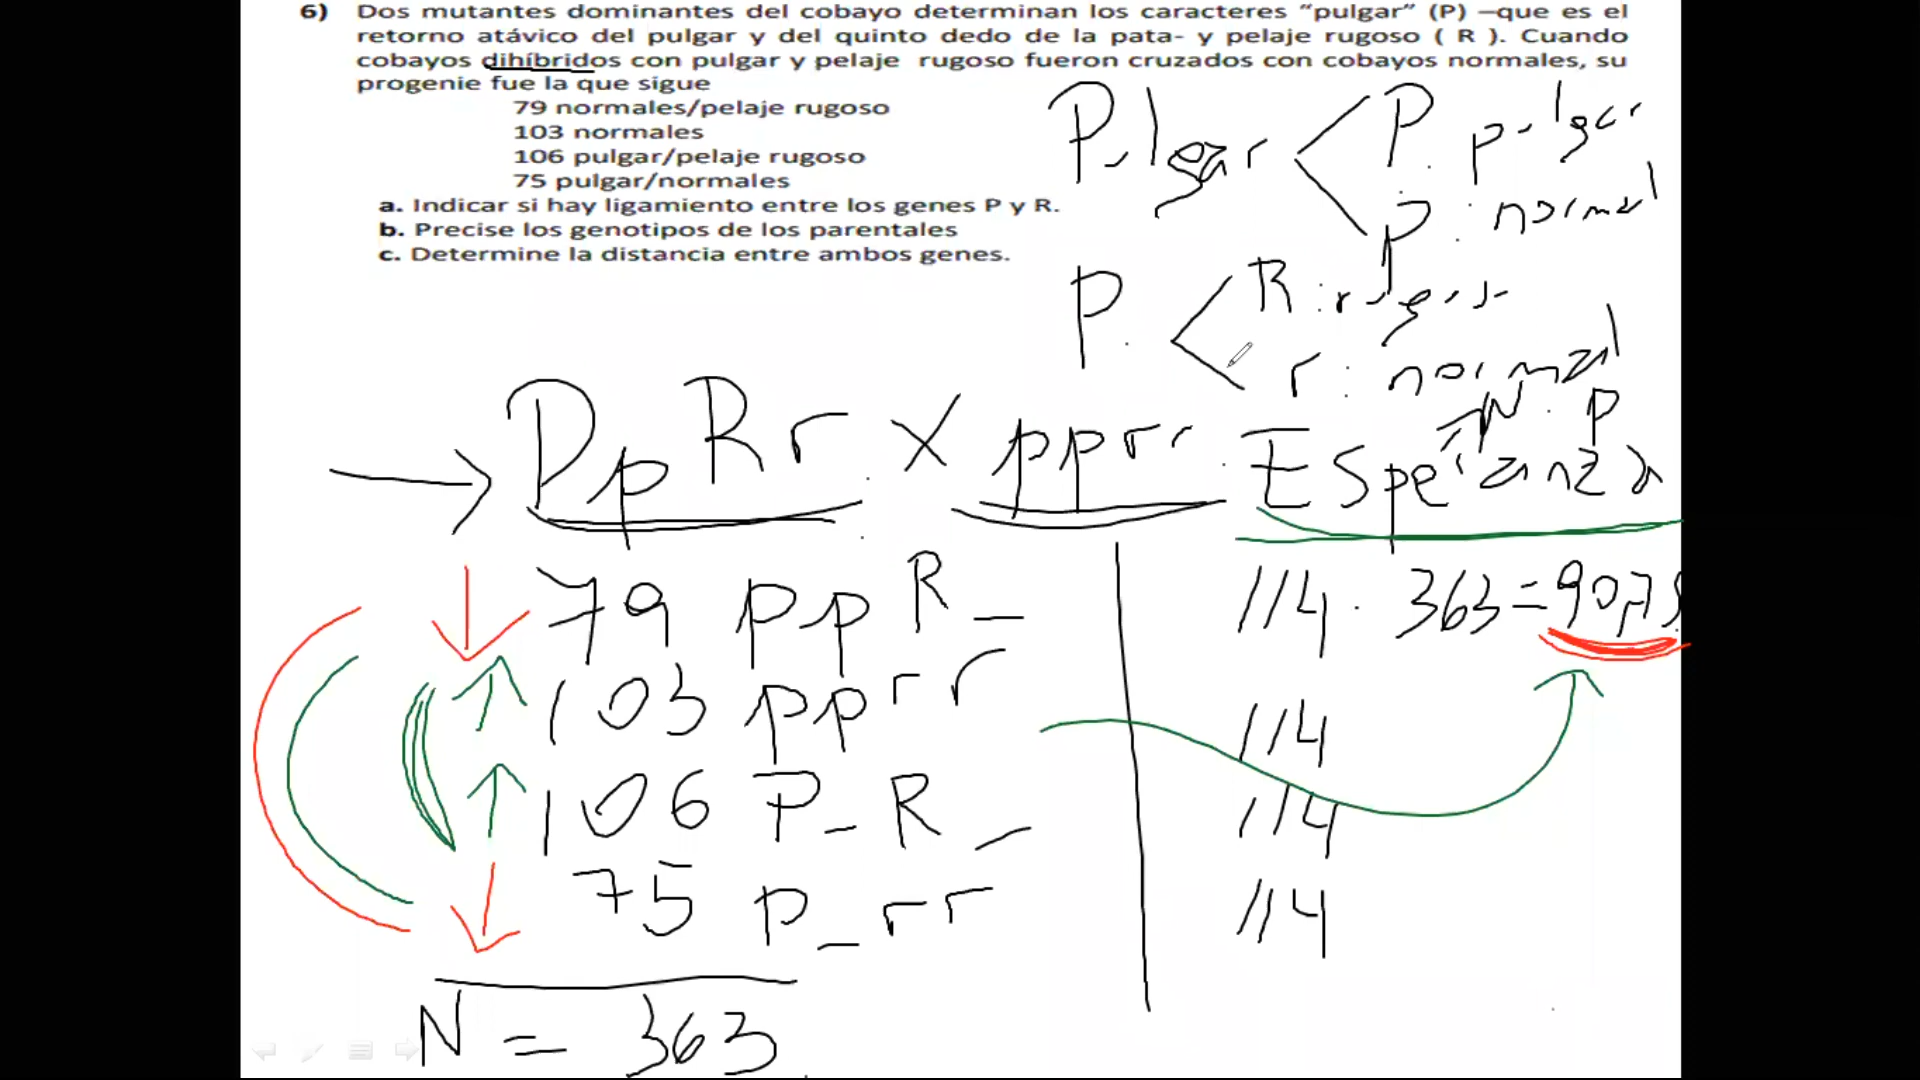 6) Dos mutantes dominantes del cobayo determinan los caracteres “pulgar” (P) –que es el
retorno atávico del pulgar y del quinto dedo de la pata- y pelaje rugoso ( R ). Cuando
cobayos dihíbridos con pulgar y pelaje rugoso fueron cruzados con cobayos normales, su
progenie fue la que sigue
79 normales/pelaje rugoso
103 normales
106 pulgar/pelaje rugoso
75 pulgar/normales
a. Indicar si hay ligamiento entre los genes P y R.
b. Precise los genotipos de los parentales
c. Determine la distancia entre ambos genes.
Pulgar P: pulgar
p: normal
P. R: rugoso
r: normal
N. P
PpRr X pprr Esperanza
79 ppR_ 1/4 . 363 = 90,75
103 pprr 1/4
106 P_R_ 1/4
75 P_rr 1/4
N = 363